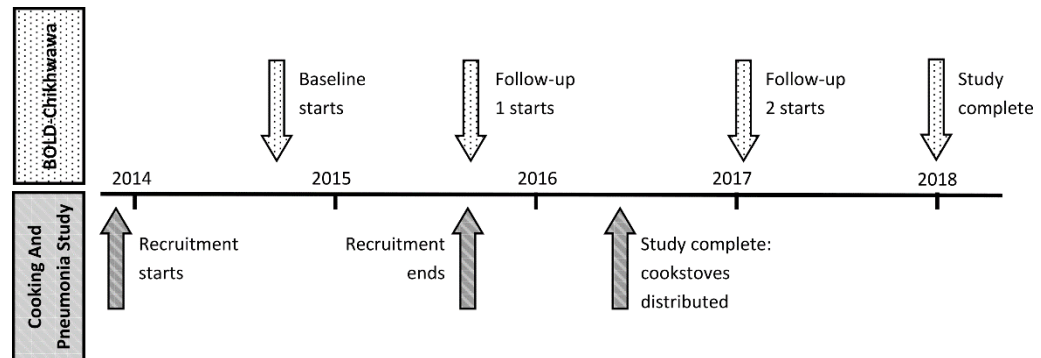 BOLD-Chikhwawa
Baseline
starts
Follow-up
1 starts
Follow-up
2 starts
Study
complete
2014
2015
2016
2017
2018
Cooking And
Pneumonia Study
Recruitment
starts
Recruitment
ends
Study complete:
cookstoves
distributed